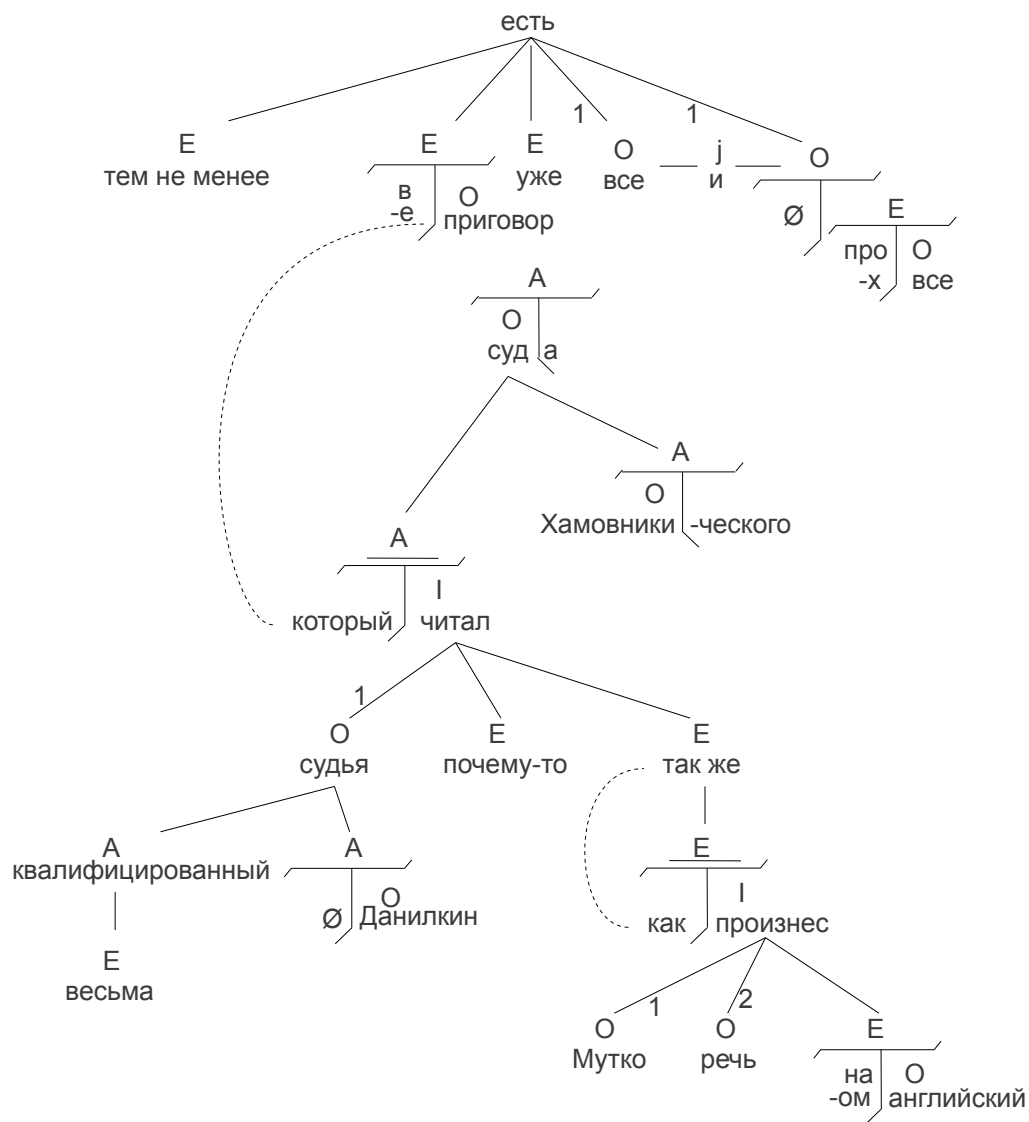 есть
1 1
E E E O j O
тем не менее уже все и
в -е O приговор
Ø E
про -х O все
A
O
суд а
A
O
Хамовники -ческого
A
I
который читал
1
O E E
судья почему-то так же
A A E
квалифицированный
O
Ø Данилкин
I
как произнес
E
весьма
1 2
O O E
Мутко речь
на -ом O английский